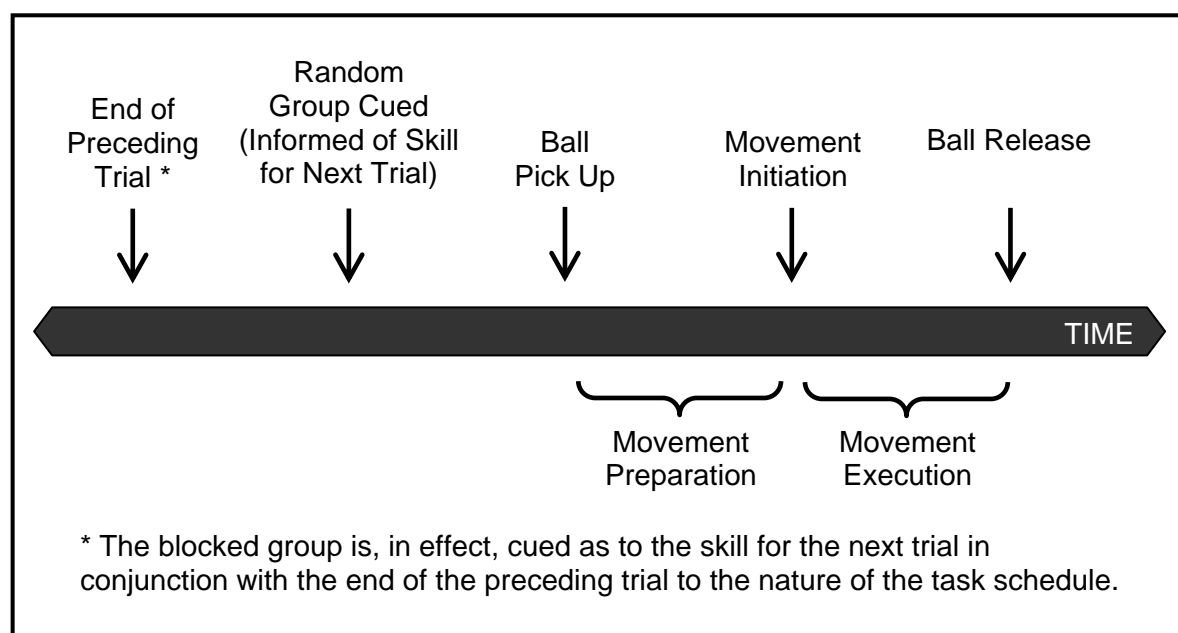 End of
Preceding
Trial *
Random
Group Cued
(Informed of Skill
for Next Trial)
Ball
Pick Up
Movement
Initiation
Ball Release
TIME
Movement
Preparation
Movement
Execution
* The blocked group is, in effect, cued as to the skill for the next trial in
conjunction with the end of the preceding trial to the nature of the task schedule.